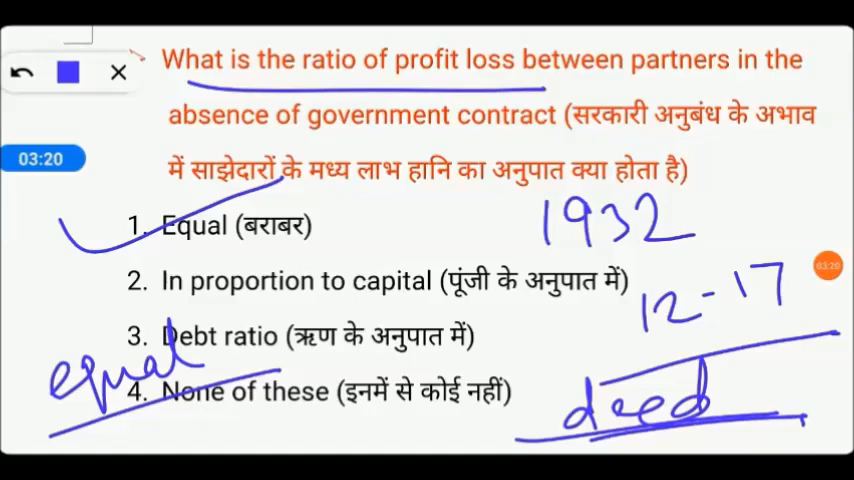 What is the ratio of profit loss between partners in the
absence of government contract (सरकारी अनुबंध के अभाव
03:20
में साझेदारों के मध्य लाभ हानि का अनुपात क्या होता है)
1. Equal (बराबर)
1932
2. In proportion to capital (पूंजी के अनुपात में)
03:20
12-17
3. Debt ratio (ऋण के अनुपात में)
equal
4. None of these (इनमें से कोई नहीं)
deed